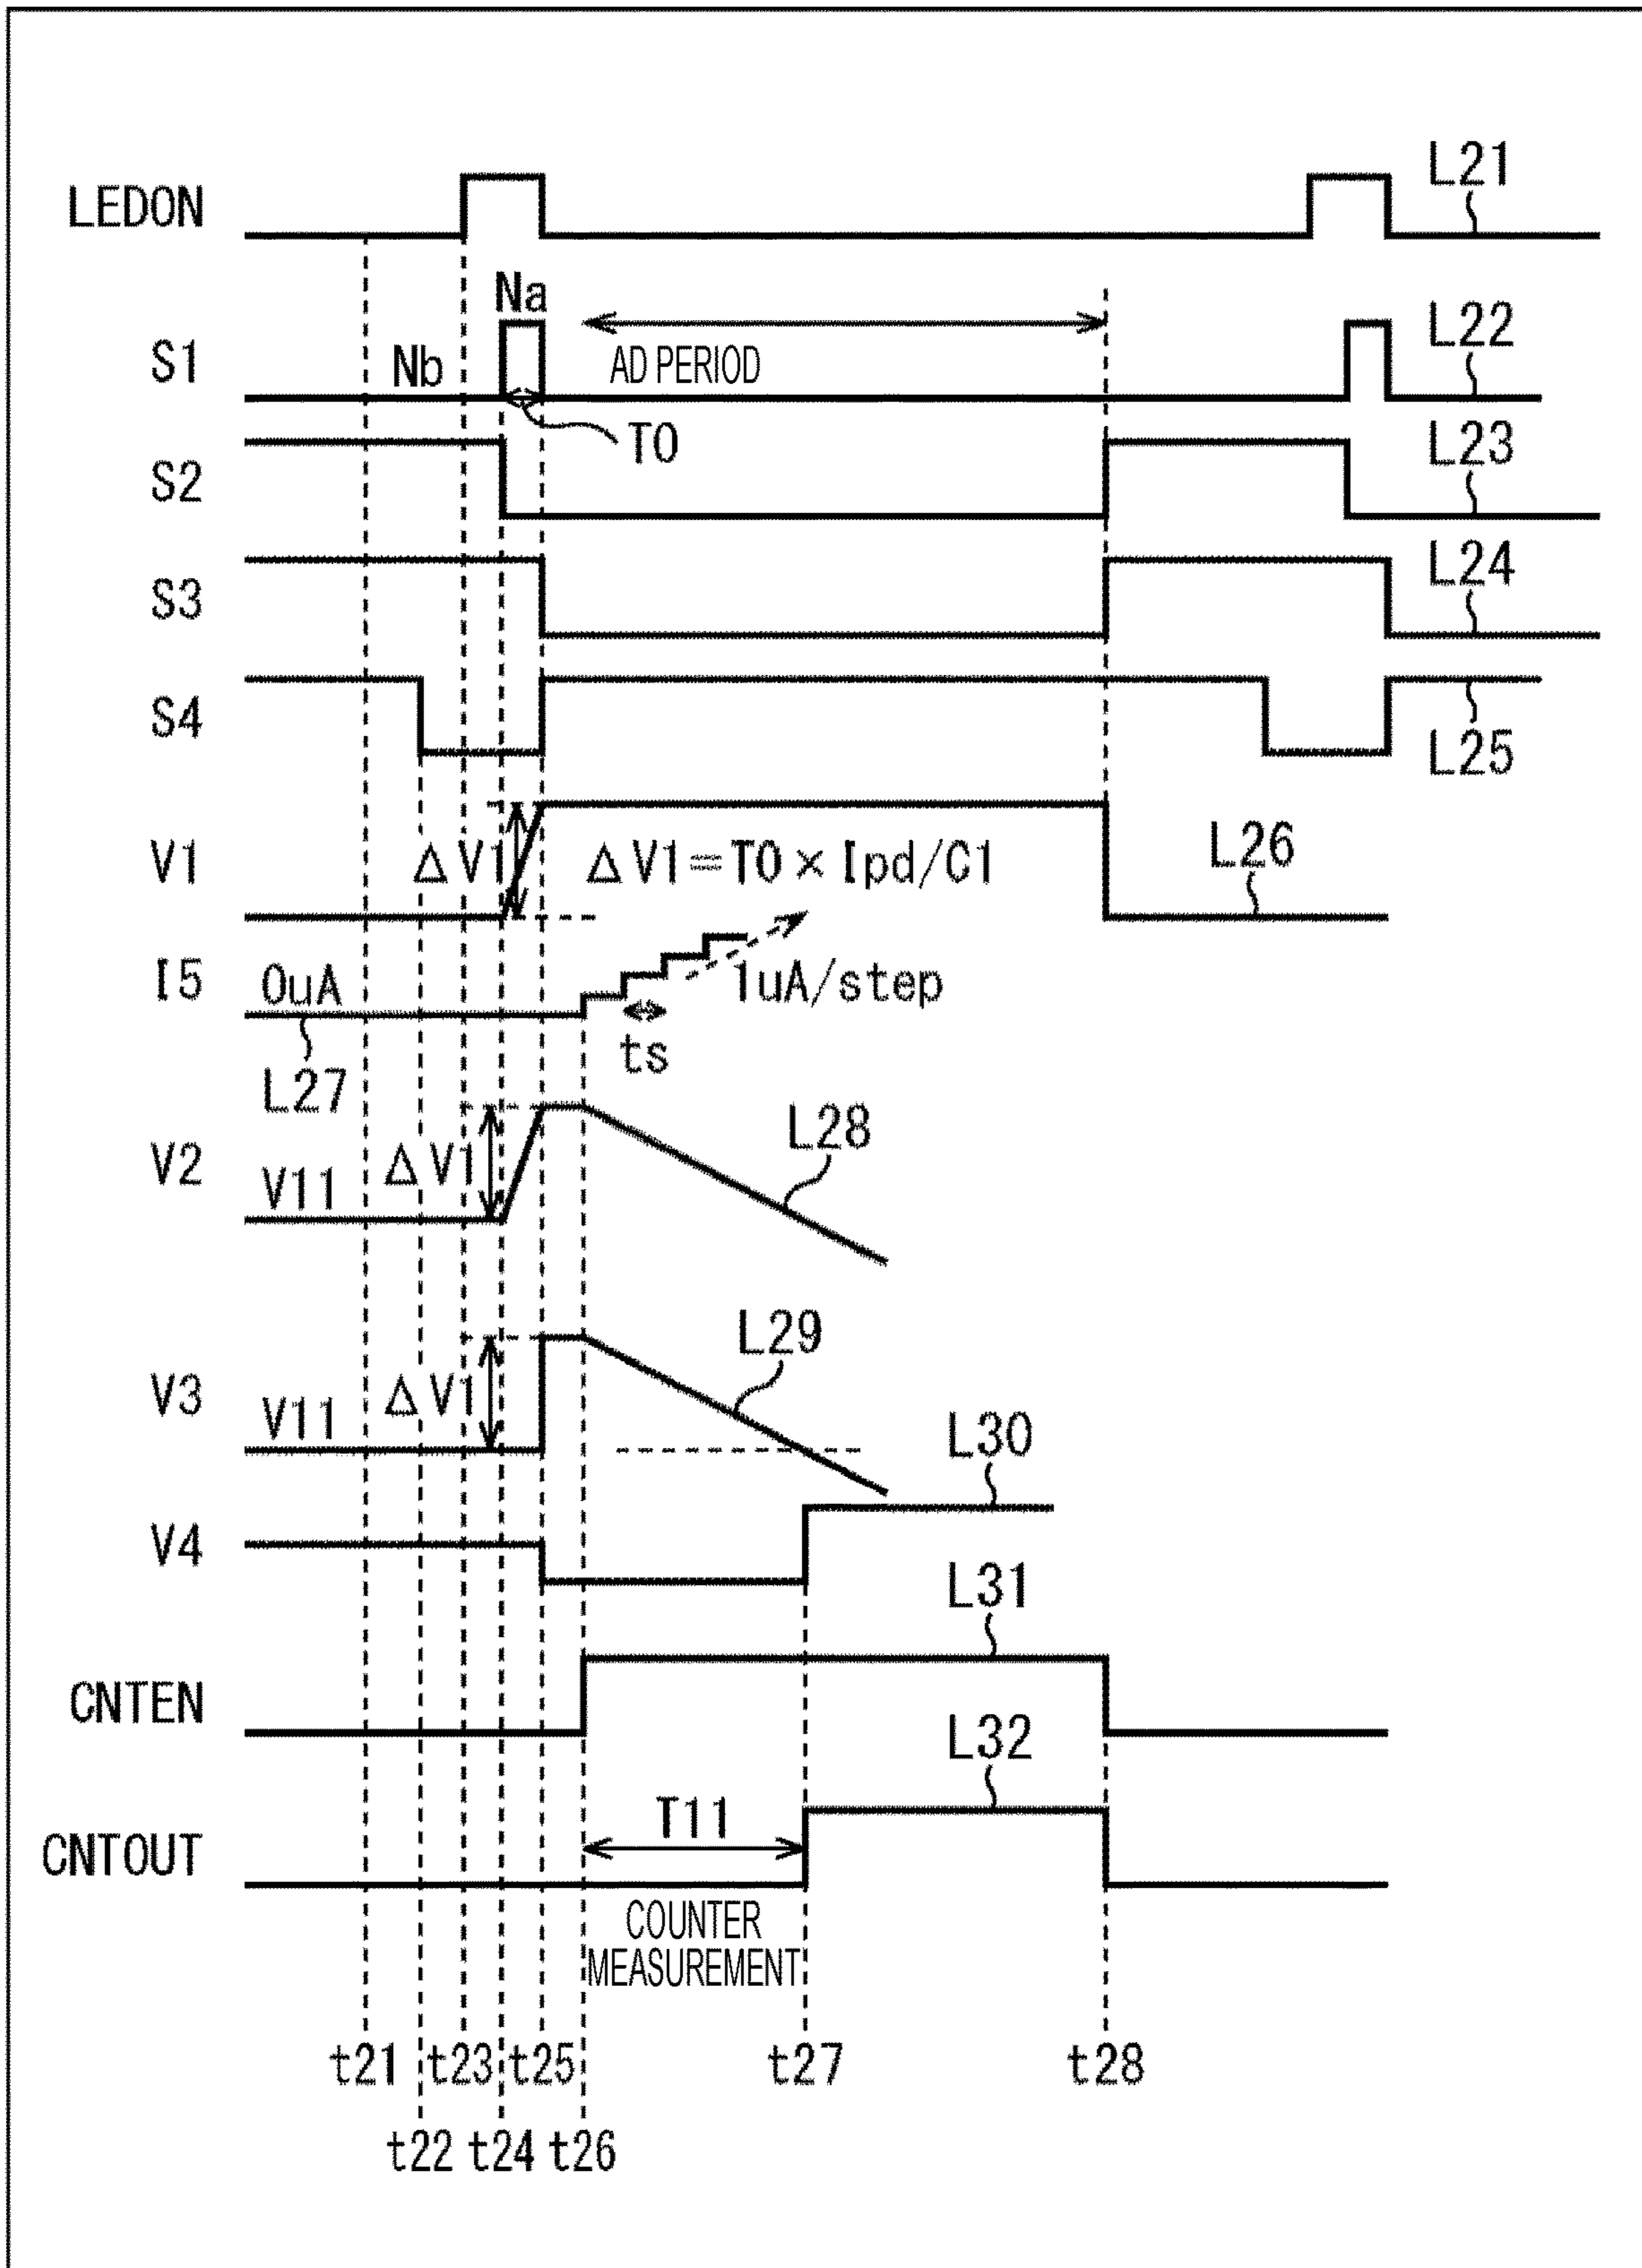 LEDON
L21
Na
S1
Nb
AD PERIOD
L22
T0
S2
L23
S3
L24
S4
L25
V1
ΔV1
ΔV1=T0×Ipd/C1
L26
I5
0uA
1uA/step
ts
L27
V2
V11
ΔV1
L28
V3
V11
ΔV1
L29
V4
L30
CNTEN
L31
CNTOUT
T11
L32
COUNTER
MEASUREMENT
t21
t23
t25
t27
t28
t22
t24
t26